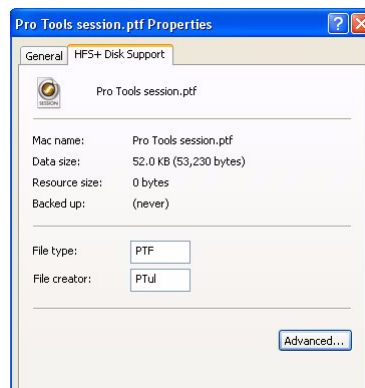 Pro Tools session.ptf Properties
General HFS+ Disk Support
SESSION
Pro Tools session.ptf
Mac name: Pro Tools session.ptf
Data size: 52.0 KB (53,230 bytes)
Resource size: 0 bytes
Backed up: (never)
File type: PTF
File creator: PTul
Advanced...